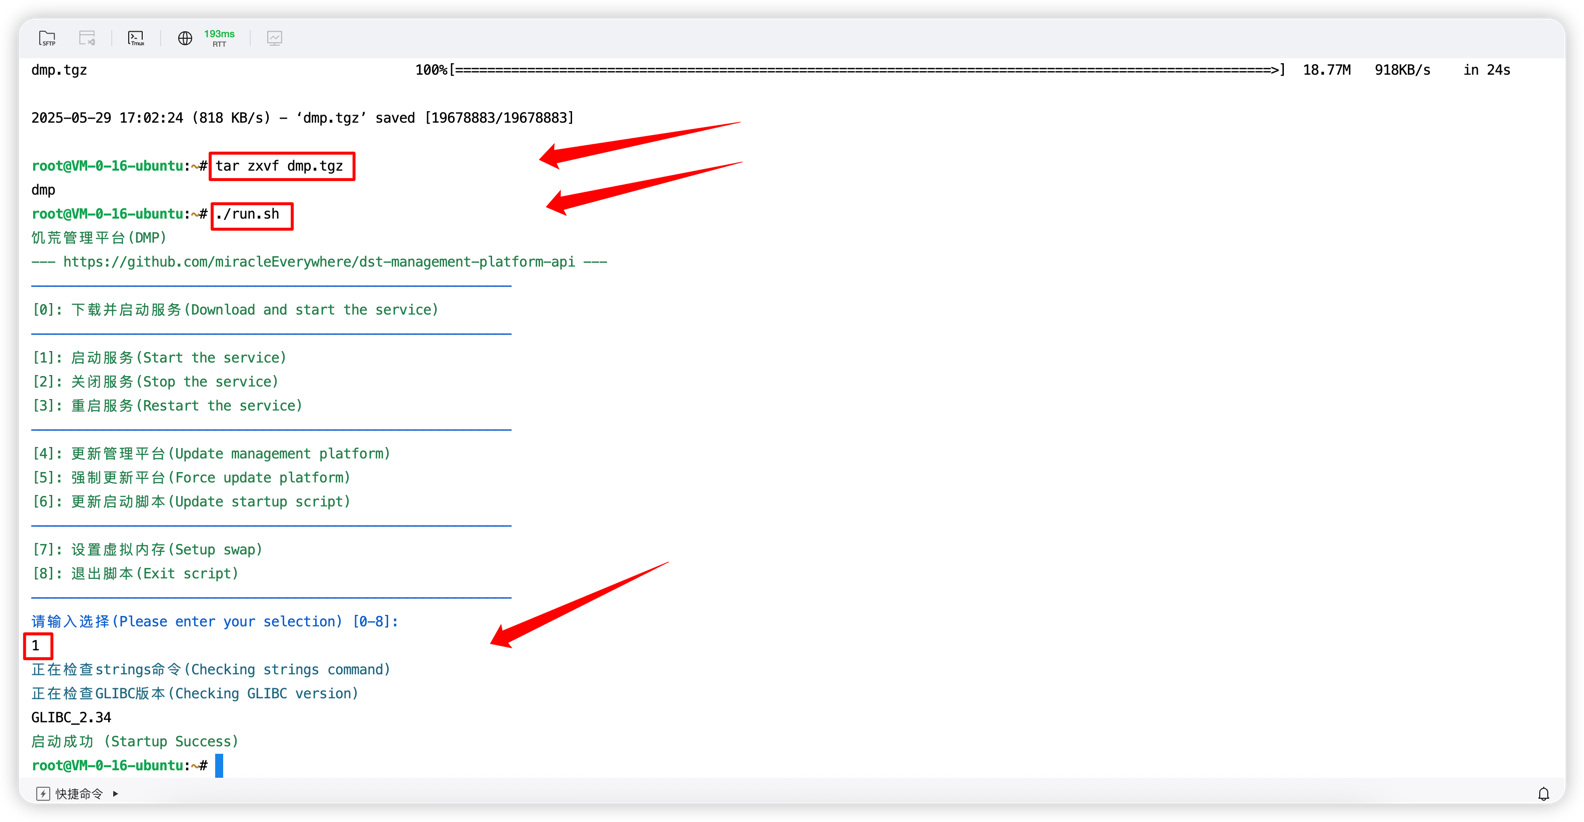 SFTP
Tmux
193ms
RTT
dmp.tgz 100%[======================================================================================================>] 18.77M 918KB/s in 24s
2025-05-29 17:02:24 (818 KB/s) - ‘dmp.tgz’ saved [19678883/19678883]
root@VM-0-16-ubuntu:~# tar zxvf dmp.tgz
dmp
root@VM-0-16-ubuntu:~# ./run.sh
饥荒管理平台(DMP)
--- https://github.com/miracleEverywhere/dst-management-platform-api ---
[0]: 下载并启动服务(Download and start the service)
[1]: 启动服务(Start the service)
[2]: 关闭服务(Stop the service)
[3]: 重启服务(Restart the service)
[4]: 更新管理平台(Update management platform)
[5]: 强制更新平台(Force update platform)
[6]: 更新启动脚本(Update startup script)
[7]: 设置虚拟内存(Setup swap)
[8]: 退出脚本(Exit script)
请输入选择(Please enter your selection) [0-8]:
1
正在检查strings命令(Checking strings command)
正在检查GLIBC版本(Checking GLIBC version)
GLIBC_2.34
启动成功 (Startup Success)
root@VM-0-16-ubuntu:~#
快捷命令